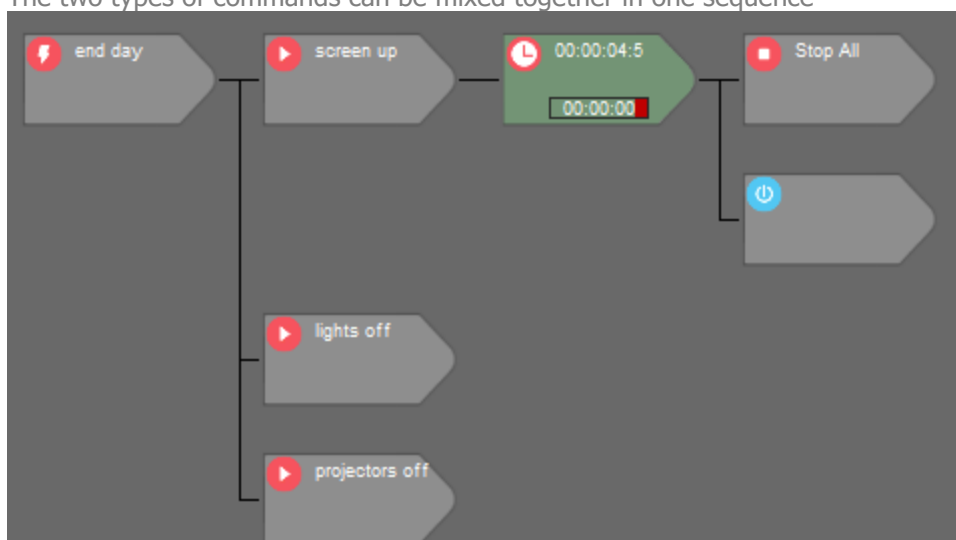 The two types of commands can be mixed together in one sequence
end day
screen up
00:00:04:5
Stop All
00:00:00
lights off
projectors off